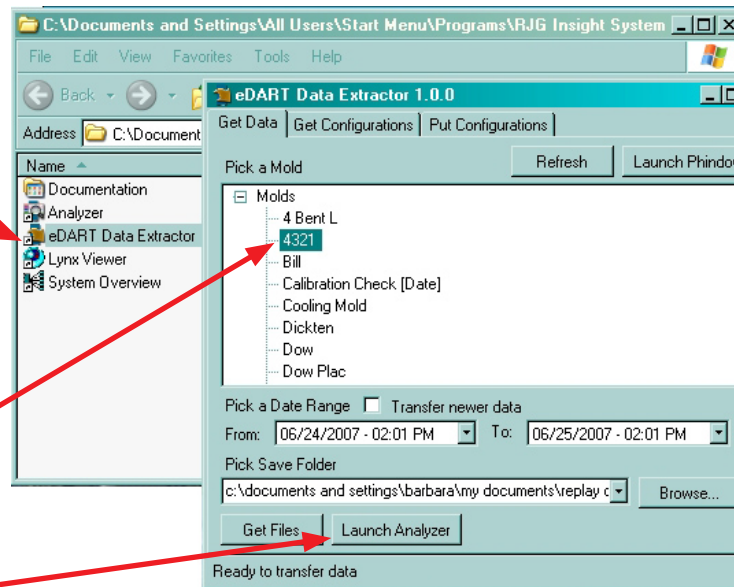 C:\Documents and Settings\All Users\Start Menu\Programs\RJG Insight System
File Edit View Favorites Tools Help
Back
Address C:\Document
Name
Documentation
Analyzer
eDART Data Extractor
Lynx Viewer
System Overview
eDART Data Extractor 1.0.0
Get Data Get Configurations Put Configurations
Pick a Mold Refresh Launch Phindo
Molds
4 Bent L
4321
Bill
Calibration Check [Date]
Cooling Mold
Dickten
Dow
Dow Plac
Pick a Date Range Transfer newer data
From: 06/24/2007 - 02:01 PM To: 06/25/2007 - 02:01 PM
Pick Save Folder
c:\documents and settings\barbara\my documents\replay c Browse...
Get Files Launch Analyzer
Ready to transfer data